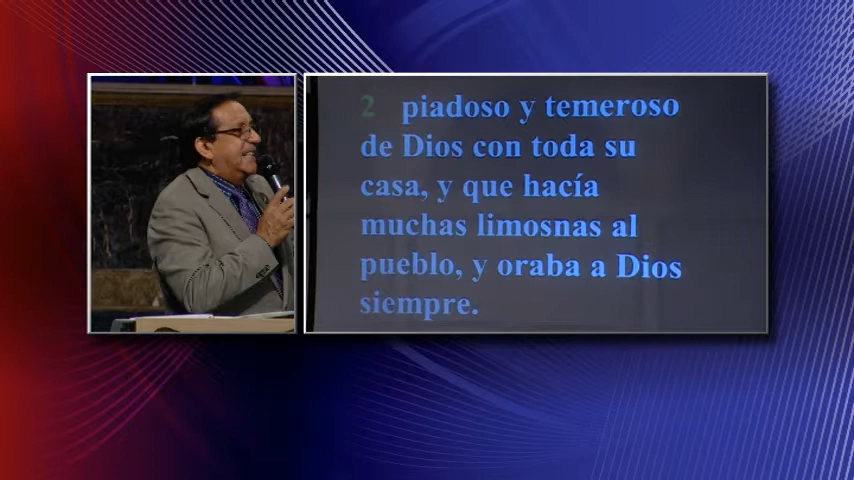 2 piadoso y temeroso
de Dios con toda su
casa, y que hacía
muchas limosnas al
pueblo, y oraba a Dios
siempre.